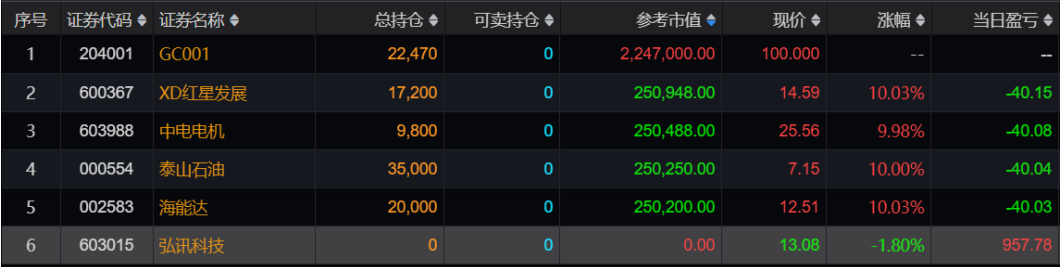 序号 证券代码 证券名称 总持仓 可卖持仓 参考市值 现价 涨幅 当日盈亏
1 204001 GC001 22,470 0 2,247,000.00 100.000 -- --
2 600367 XD红星发展 17,200 0 250,948.00 14.59 10.03% -40.15
3 603988 中电电机 9,800 0 250,488.00 25.56 9.98% -40.08
4 000554 泰山石油 35,000 0 250,250.00 7.15 10.00% -40.04
5 002583 海能达 20,000 0 250,200.00 12.51 10.03% -40.03
6 603015 弘讯科技 0 0 0.00 13.08 -1.80% 957.78